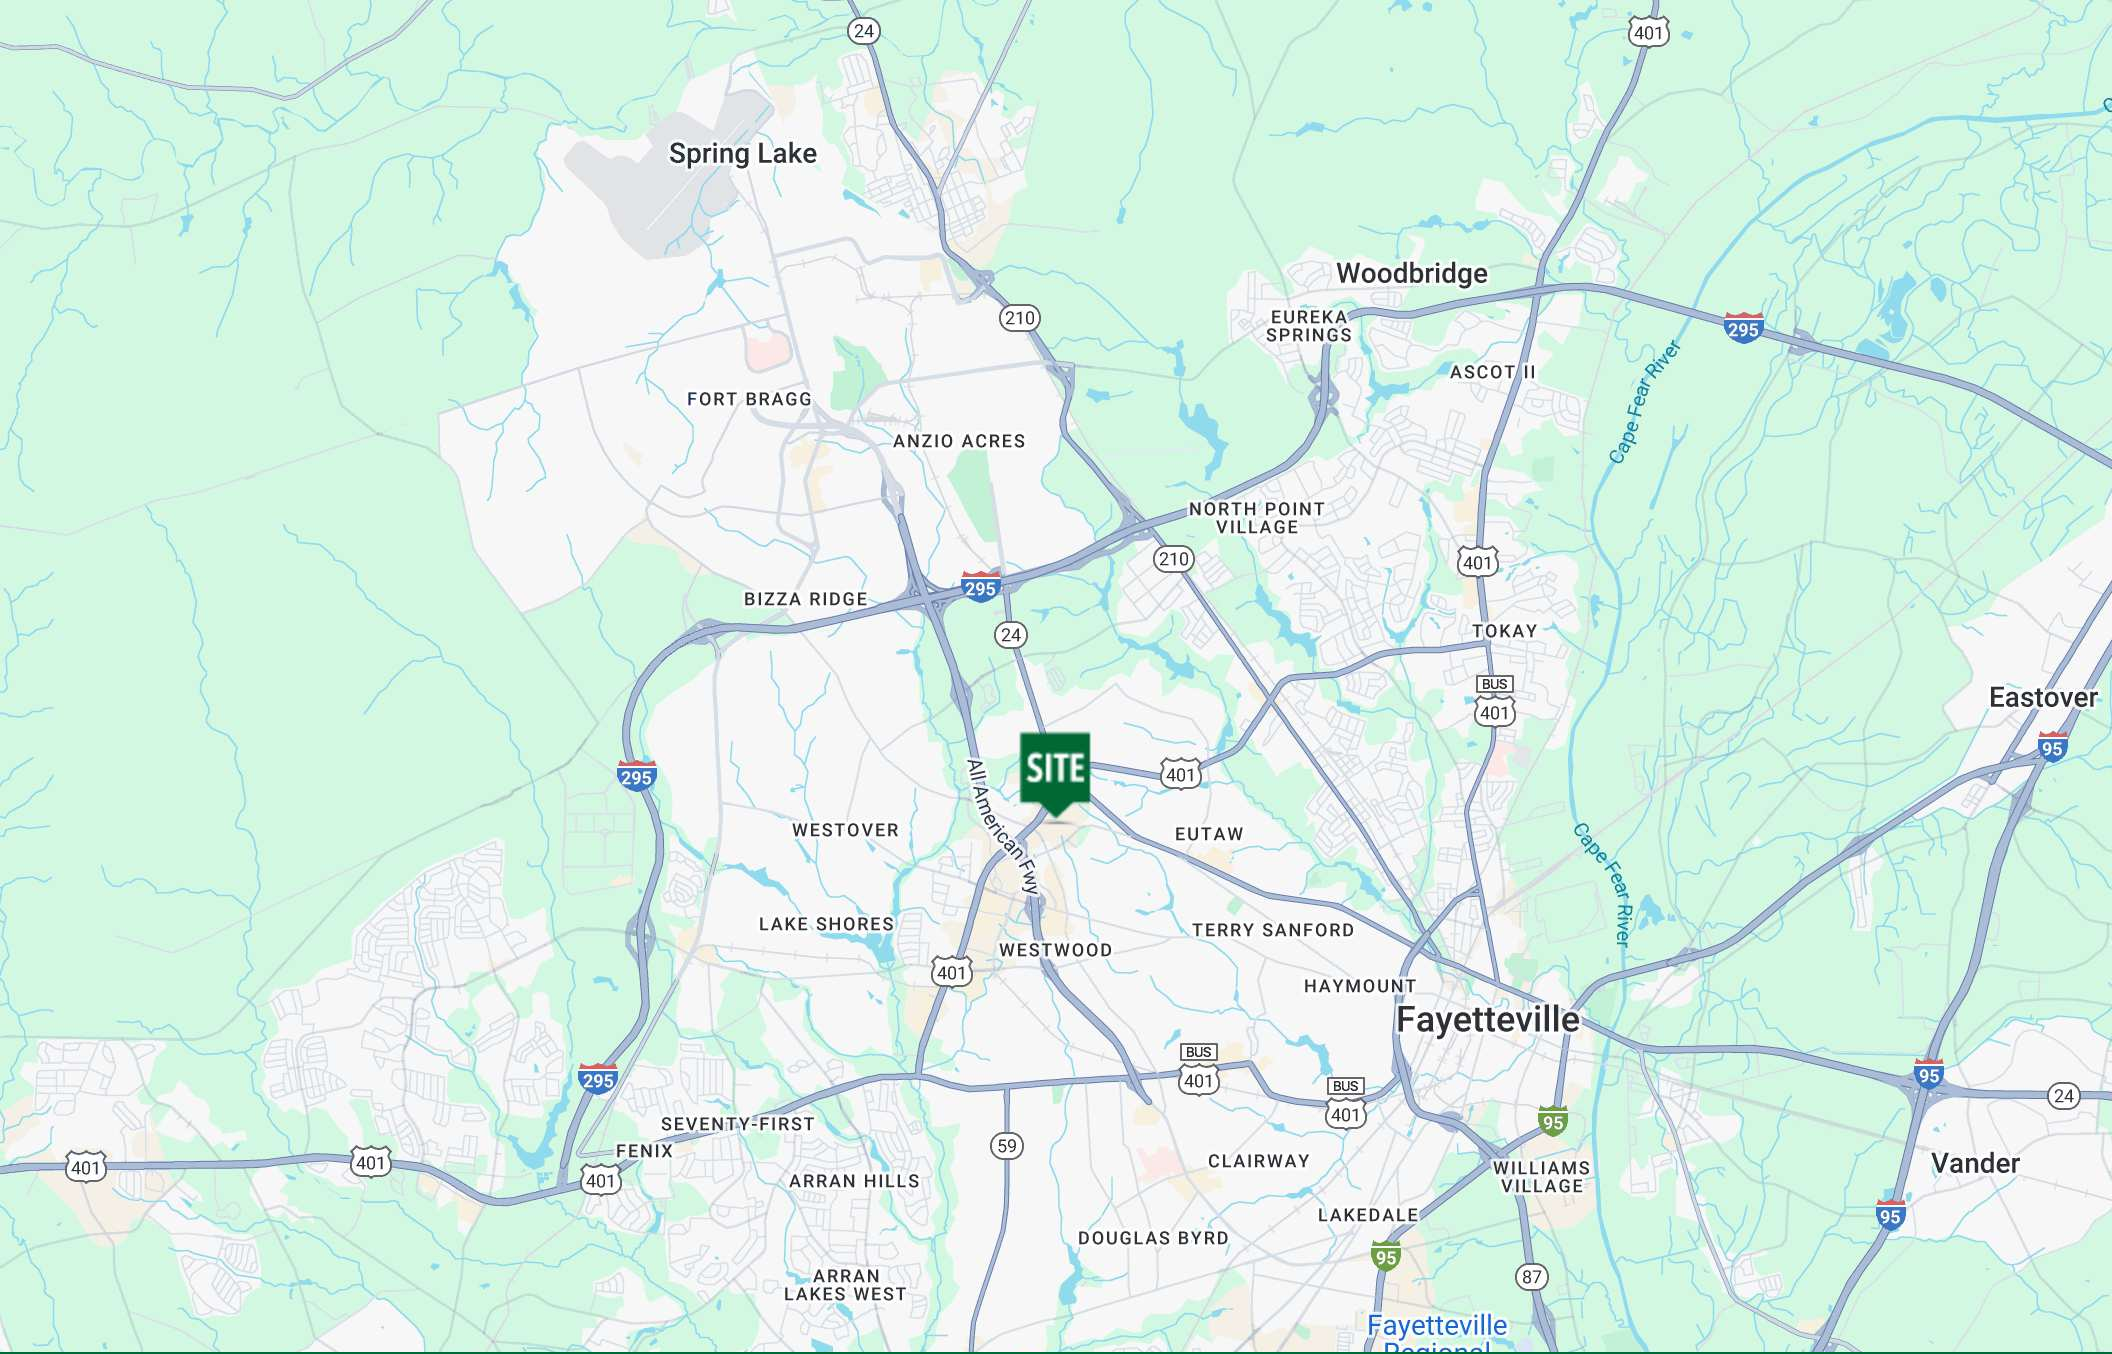 24
401
Spring Lake
Woodbridge
210
EUREKA
SPRINGS
295
Cape Fear River
ASCOT II
FORT BRAGG
ANZIO ACRES
NORTH POINT
VILLAGE
210
401
295
BIZZA RIDGE
24
TOKAY
BUS
401
Eastover
95
295
SITE
401
All American Fwy
WESTOVER
EUTAW
Cape Fear River
LAKE SHORES
TERRY SANFORD
WESTWOOD
401
HAYMOUNT
Fayetteville
295
BUS
401
BUS
401
95
24
SEVENTY-FIRST
95
FENIX
59
401
401
401
CLAIRWAY
Vander
WILLIAMS
VILLAGE
ARRAN HILLS
LAKEDALE
95
DOUGLAS BYRD
95
ARRAN
LAKES WEST
87
Fayetteville
Regional